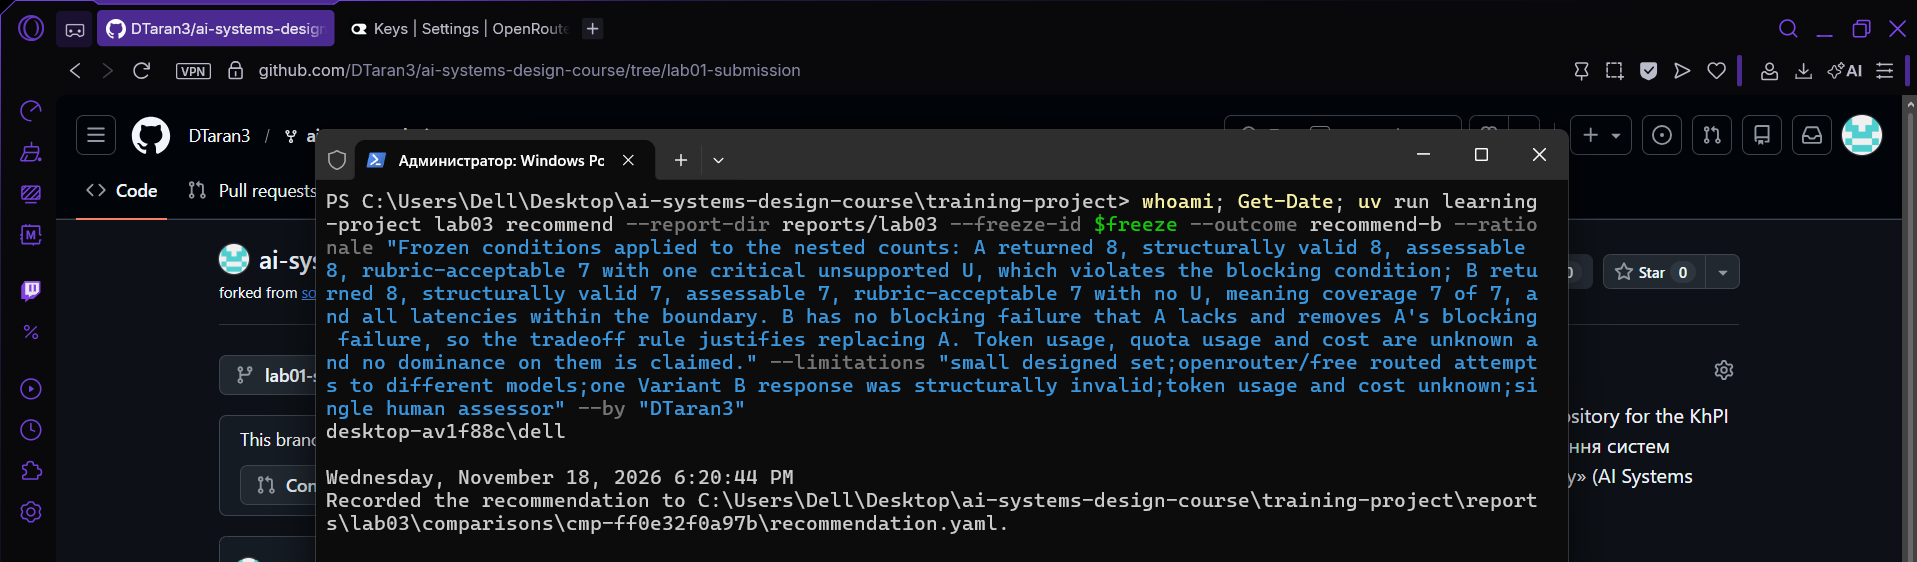 DTaran3/ai-systems-desig
Keys | Settings | OpenRoute
VPN
github.com/DTaran3/ai-systems-design-course/tree/lab01-submission
AI
DTaran3 / ai
Code
Pull requests
Администратор: Windows Pc
M
ai-sys
forked from so
Star 0
lab01-s
This branc
Con
PS C:\Users\Dell\Desktop\ai-systems-design-course\training-project> whoami; Get-Date; uv run learning
-project lab03 recommend --report-dir reports/lab03 --freeze-id $freeze --outcome recommend-b --ratio
nale "Frozen conditions applied to the nested counts: A returned 8, structurally valid 8, assessable
8, rubric-acceptable 7 with one critical unsupported U, which violates the blocking condition; B retu
rned 8, structurally valid 7, assessable 7, rubric-acceptable 7 with no U, meaning coverage 7 of 7, a
nd all latencies within the boundary. B has no blocking failure that A lacks and removes A's blocking
failure, so the tradeoff rule justifies replacing A. Token usage, quota usage and cost are unknown a
nd no dominance on them is claimed." --limitations "small designed set;openrouter/free routed attempt
s to different models;one Variant B response was structurally invalid;token usage and cost unknown;si
ngle human assessor" --by "DTaran3"
desktop-av1f88c\dell
Wednesday, November 18, 2026 6:20:44 PM
Recorded the recommendation to C:\Users\Dell\Desktop\ai-systems-design-course\training-project\report
s\lab03\comparisons\cmp-ff0e32f0a97b\recommendation.yaml.
ository for the KhPI
ння систем
y» (AI Systems